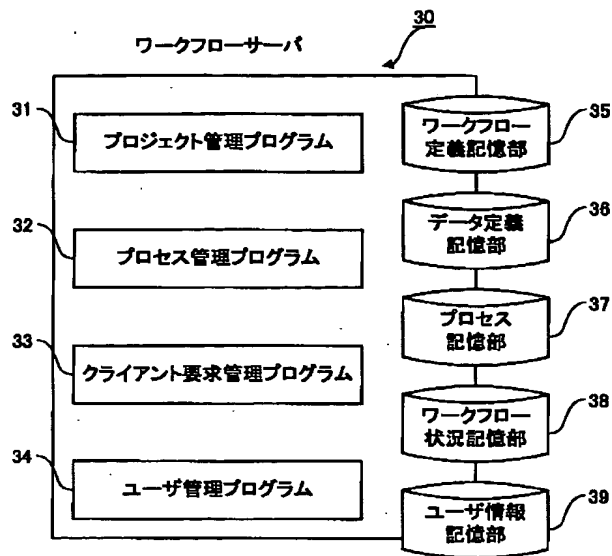 ワークフローサーバ
30
31
プロジェクト管理プログラム
32
プロセス管理プログラム
33
クライアント要求管理プログラム
34
ユーザ管理プログラム
ワークフロー
定義記憶部
35
データ定義
記憶部
36
プロセス
記憶部
37
ワークフロー
状況記憶部
38
ユーザ情報
記憶部
39